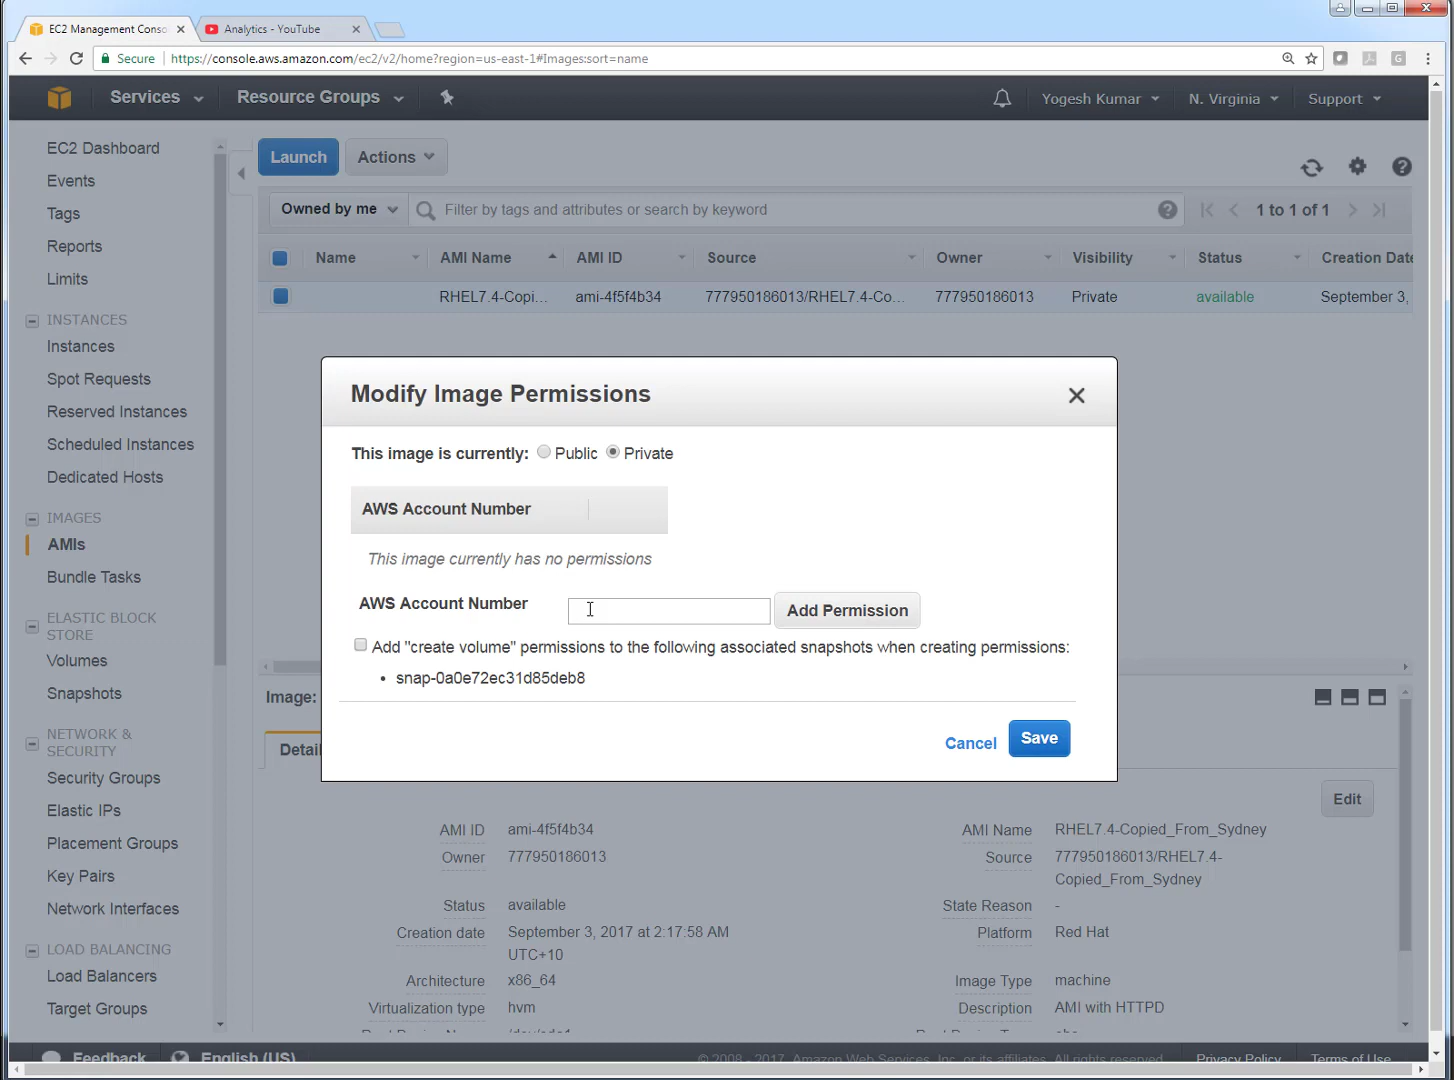 EC2 Management Conso
Analytics - YouTube
Secure
https://console.aws.amazon.com/ec2/v2/home?region=us-east-1#Images:sort=name
Services
Resource Groups
Yogesh Kumar
N. Virginia
Support
EC2 Dashboard
Events
Tags
Reports
Limits
INSTANCES
Instances
Spot Requests
Reserved Instances
Scheduled Instances
Dedicated Hosts
IMAGES
AMIs
Bundle Tasks
ELASTIC BLOCK
STORE
Volumes
Snapshots
NETWORK &
SECURITY
Security Groups
Elastic IPs
Placement Groups
Key Pairs
Network Interfaces
LOAD BALANCING
Load Balancers
Target Groups
Launch
Actions
Owned by me
Filter by tags and attributes or search by keyword
1 to 1 of 1
Name
AMI Name
AMI ID
Source
Owner
Visibility
Status
Creation Date
RHEL7.4-Copi...
ami-4f5f4b34
777950186013/RHEL7.4-Co...
777950186013
Private
available
September 3,
Modify Image Permissions
This image is currently:
Public
Private
AWS Account Number
This image currently has no permissions
AWS Account Number
Add Permission
Add "create volume" permissions to the following associated snapshots when creating permissions:
• snap-0a0e72ec31d85deb8
Cancel
Save
Image:
Detail
Edit
AMI ID
ami-4f5f4b34
AMI Name
RHEL7.4-Copied_From_Sydney
Owner
777950186013
Source
777950186013/RHEL7.4-
Copied_From_Sydney
Status
available
State Reason
-
Creation date
September 3, 2017 at 2:17:58 AM
UTC+10
Platform
Red Hat
Architecture
x86_64
Image Type
machine
Virtualization type
hvm
Description
AMI with HTTPD
Feedback
English (US)
© 2008 - 2017, Amazon Web Services, Inc. or its affiliates. All rights reserved.
Privacy Policy
Terms of Use